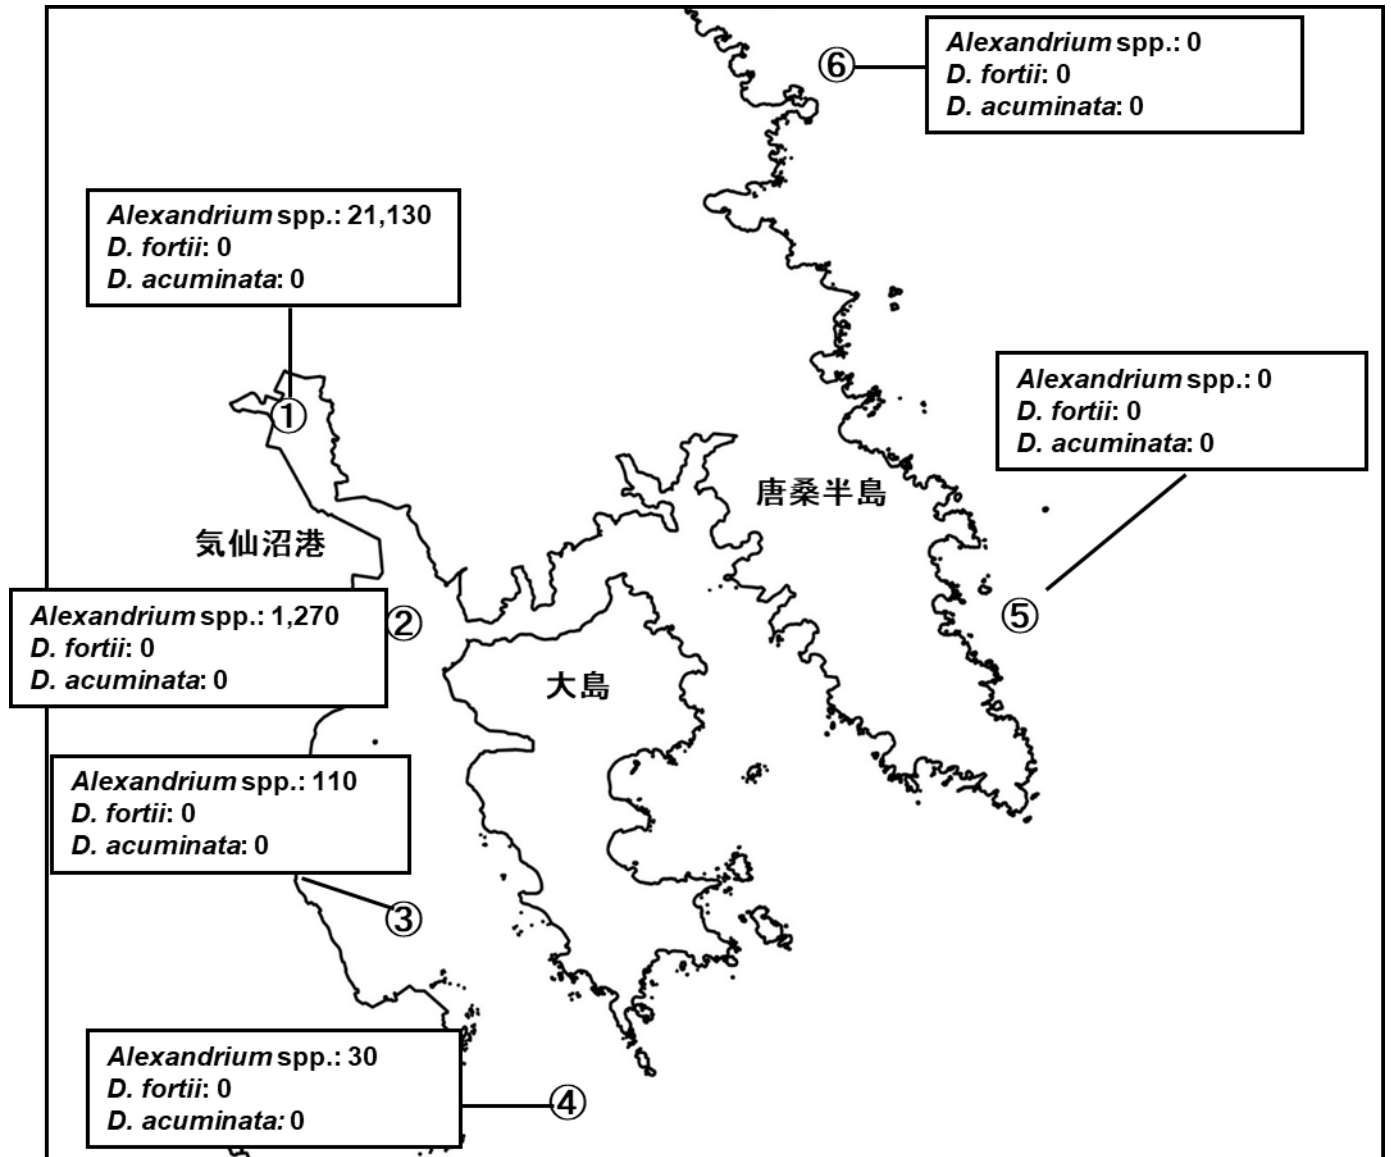 ⑥
Alexandrium spp.: 0
D. fortii: 0
D. acuminata: 0
Alexandrium spp.: 21,130
D. fortii: 0
D. acuminata: 0
①
Alexandrium spp.: 0
D. fortii: 0
D. acuminata: 0
唐桑半島
気仙沼港
Alexandrium spp.: 1,270
D. fortii: 0
D. acuminata: 0
②
⑤
大島
Alexandrium spp.: 110
D. fortii: 0
D. acuminata: 0
③
Alexandrium spp.: 30
D. fortii: 0
D. acuminata: 0
④